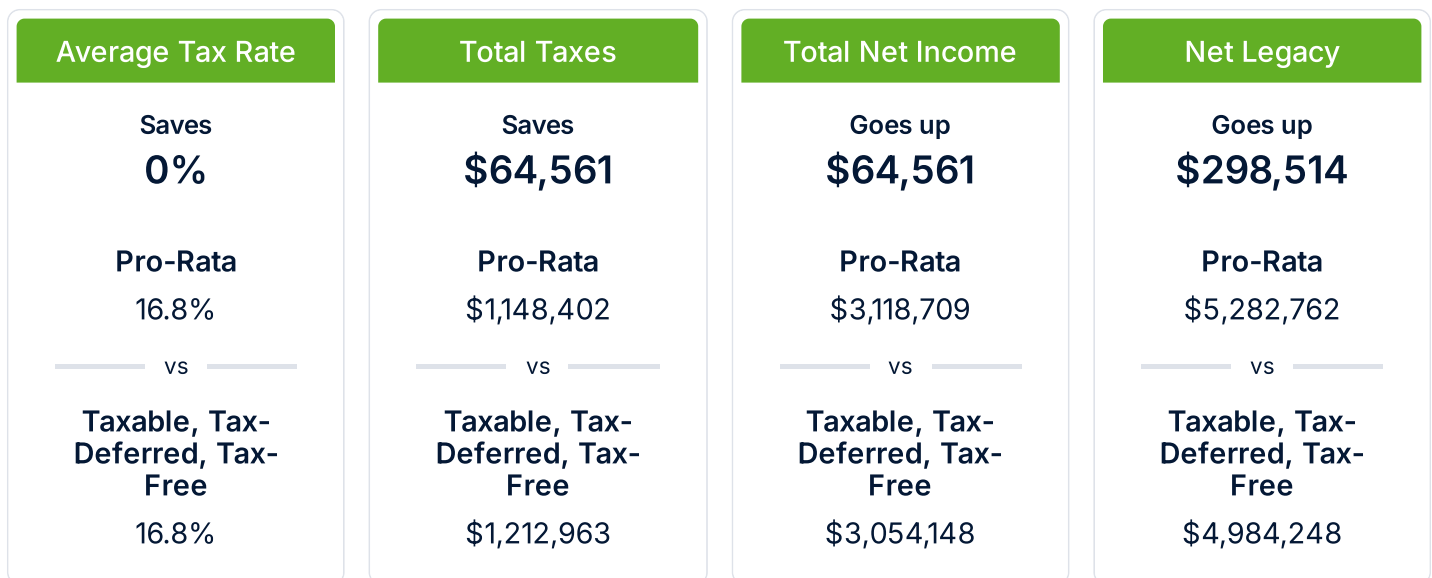 Average Tax Rate
Saves
0%
Pro-Rata
16.8%
vs
Taxable, Tax-
Deferred, Tax-
Free
16.8%
Total Taxes
Saves
$64,561
Pro-Rata
$1,148,402
vs
Taxable, Tax-
Deferred, Tax-
Free
$1,212,963
Total Net Income
Goes up
$64,561
Pro-Rata
$3,118,709
vs
Taxable, Tax-
Deferred, Tax-
Free
$3,054,148
Net Legacy
Goes up
$298,514
Pro-Rata
$5,282,762
vs
Taxable, Tax-
Deferred, Tax-
Free
$4,984,248